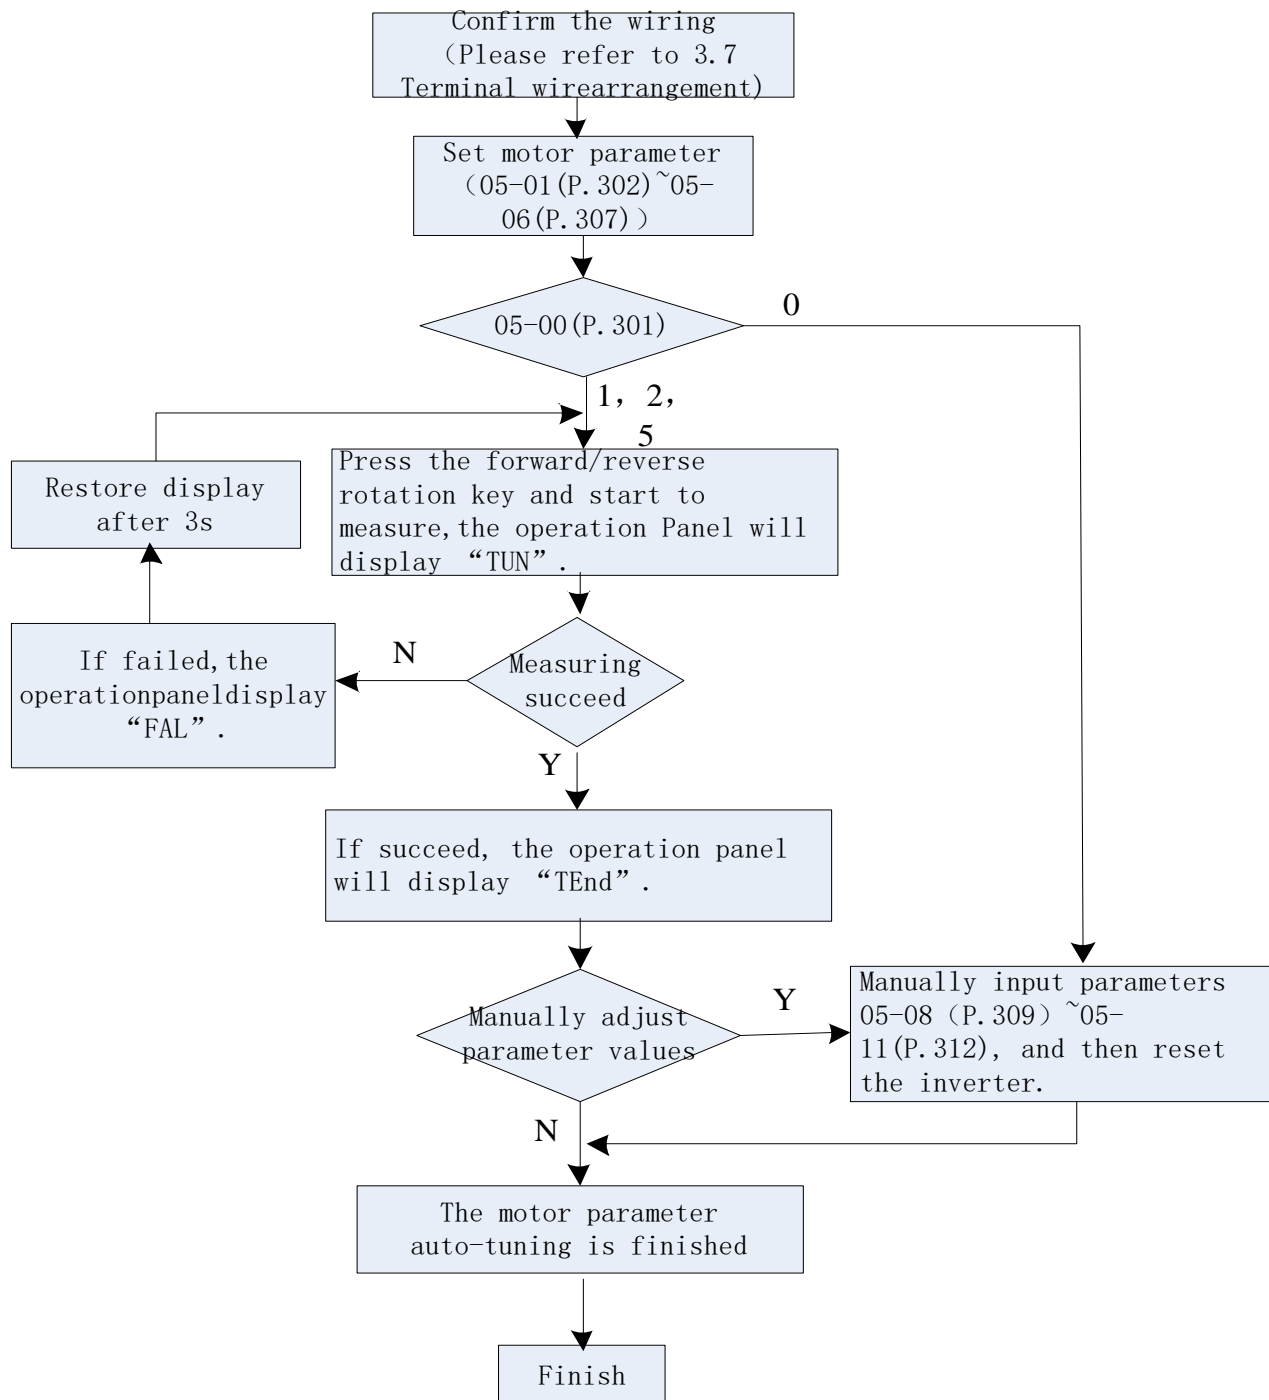 Confirm the wiring
（Please refer to 3.7
Terminal wirearrangement)
Set motor parameter
（05-01(P.302)~05-
06(P.307)）
05-00(P.301)
0
1, 2,
5
Press the forward/reverse
rotation key and start to
measure,the operation Panel will
display “TUN”.
Restore display
after 3s
Measuring
succeed
N
If failed,the
operationpaneldisplay
“FAL”.
Y
If succeed, the operation panel
will display “TEnd”.
Manually adjust
parameter values
Y
Manually input parameters
05-08（P.309）~05-
11(P.312), and then reset
the inverter.
N
The motor parameter
auto-tuning is finished
Finish